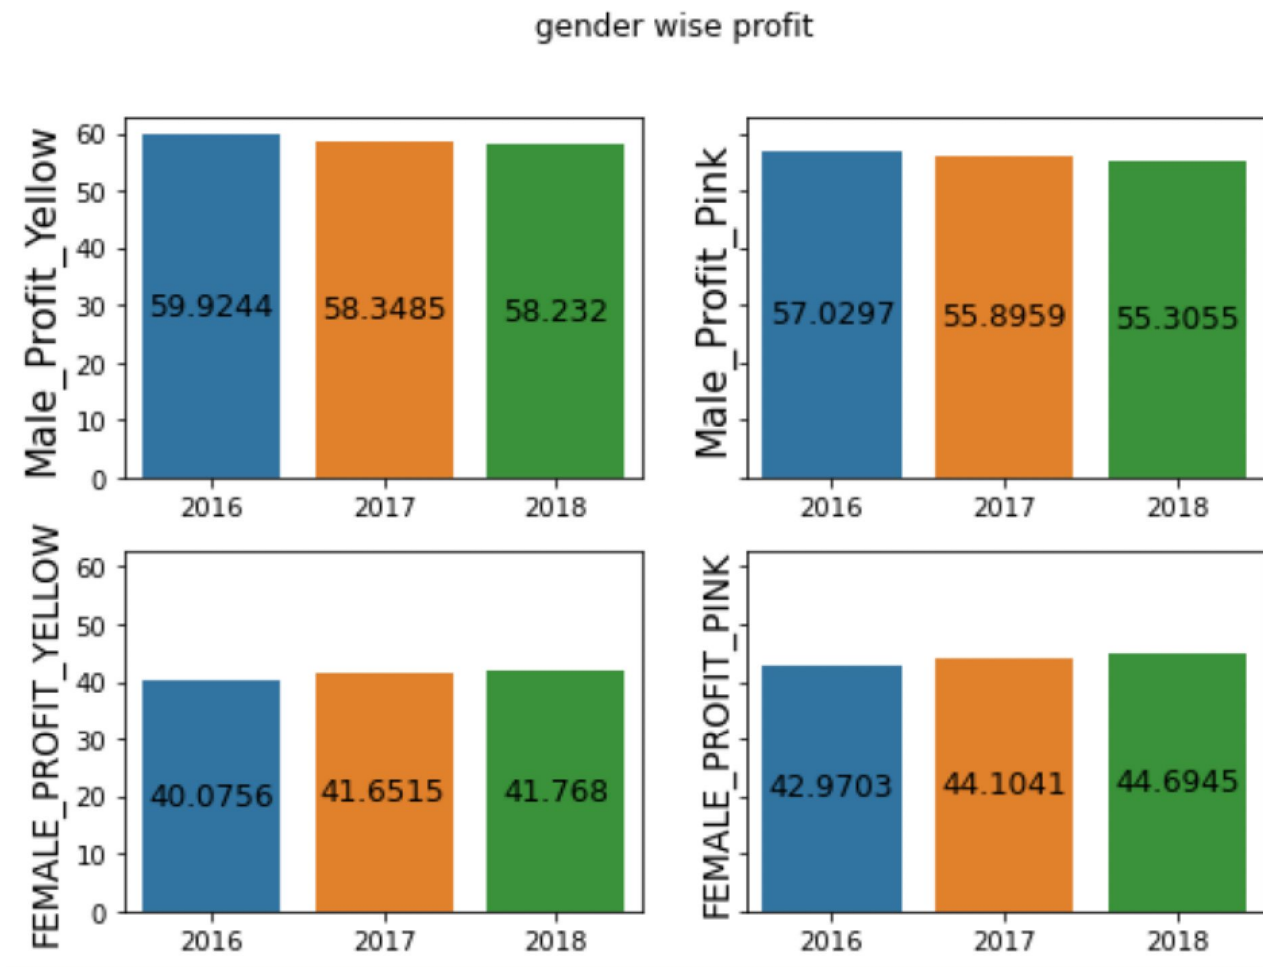 gender wise profit
Male_Profit_Yellow
60
50
40
30
20
10
0
59.9244 58.3485 58.232
2016 2017 2018
Male_Profit_Pink
57.0297 55.8959 55.3055
2016 2017 2018
FEMALE_PROFIT_YELLOW
60
50
40
30
20
10
0
40.0756 41.6515 41.768
2016 2017 2018
FEMALE_PROFIT_PINK
42.9703 44.1041 44.6945
2016 2017 2018